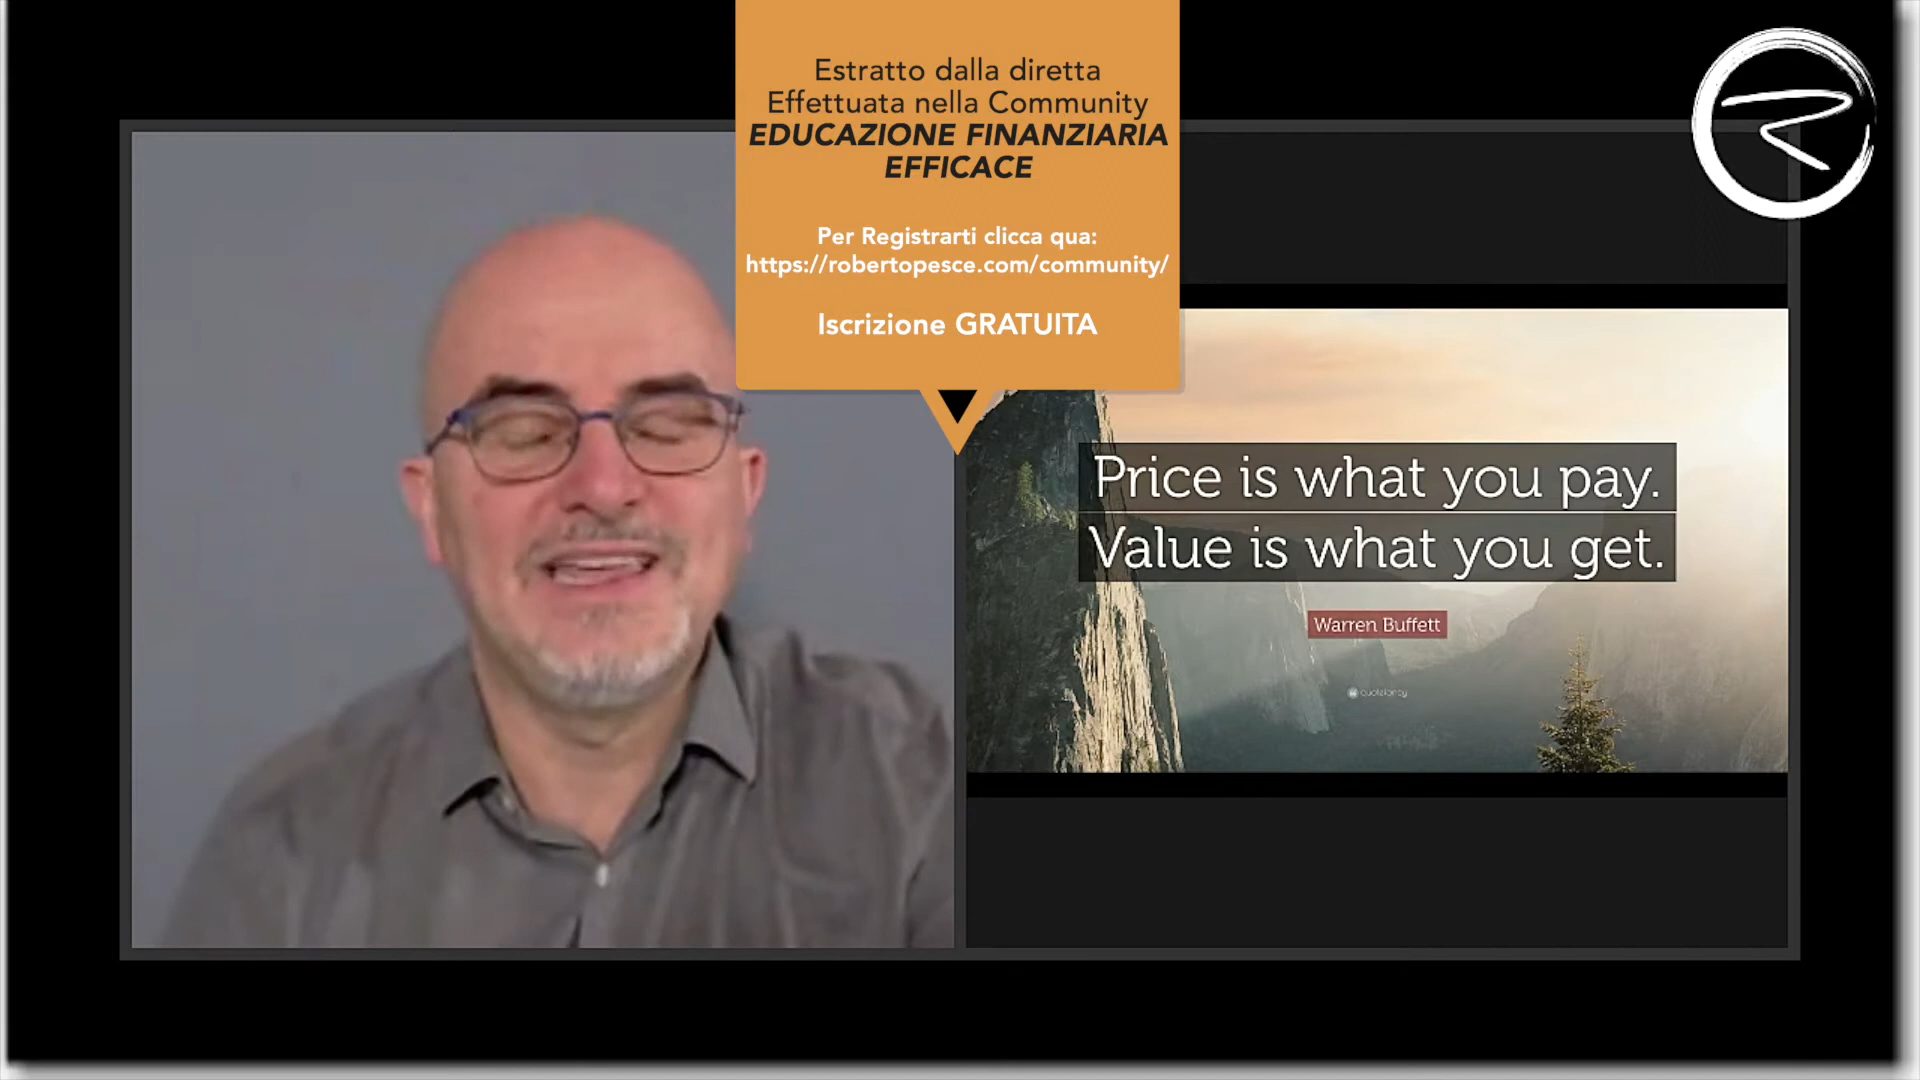 Estratto dalla diretta
Effettuata nella Community
EDUCAZIONE FINANZIARIA
EFFICACE
Per Registrarti clicca qua:
https://robertopesce.com/community/
Iscrizione GRATUITA
Price is what you pay.
Value is what you get.
Warren Buffett
quotefancy